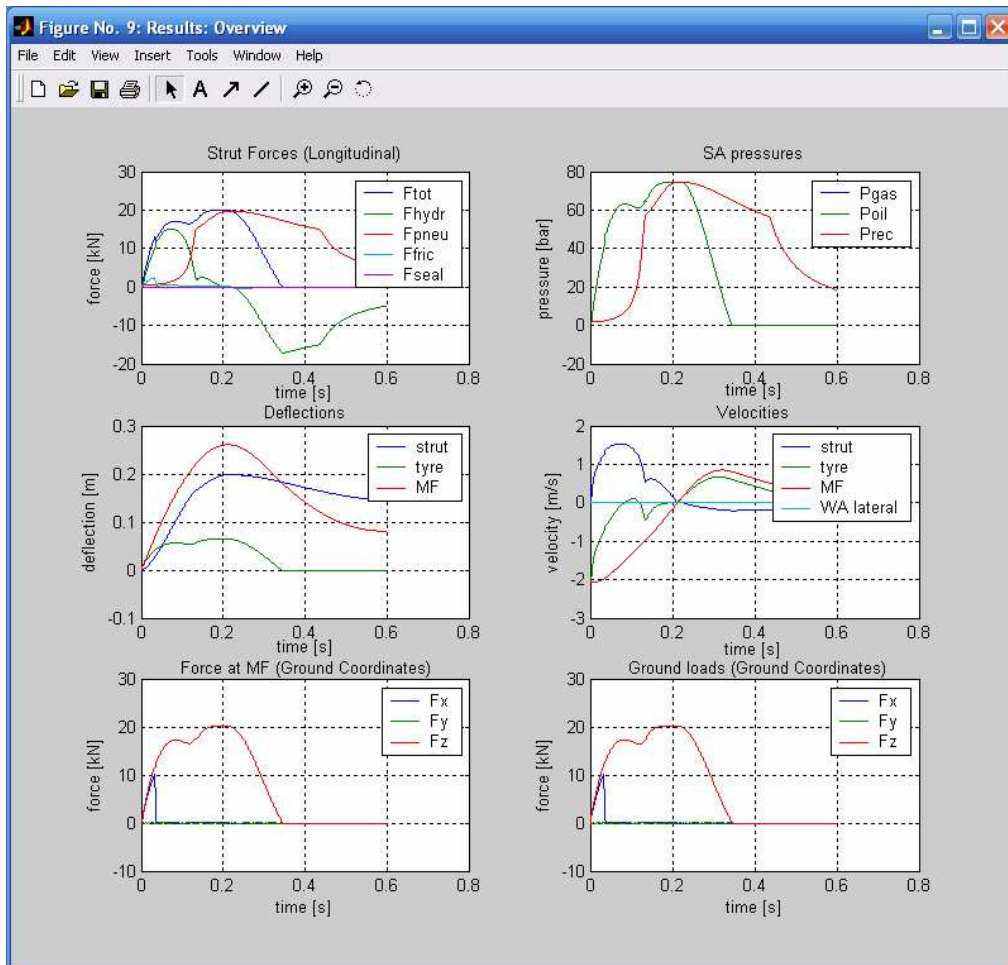 Figure No. 9: Results: Overview
File Edit View Insert Tools Window Help
A
Strut Forces (Longitudinal)
30
20
10
0
-10
-20
force [kN]
Ftot
Fhydr
Fpneu
Ffric
Fseal
0 0.2 0.4 0.6 0.8
time [s]
SA pressures
80
60
40
20
0
-20
pressure [bar]
Pgas
Poil
Prec
0 0.2 0.4 0.6 0.8
time [s]
Deflections
0.3
0.2
0.1
0
-0.1
deflection [m]
strut
tyre
MF
0 0.2 0.4 0.6 0.8
time [s]
Velocities
2
1
0
-1
-2
-3
velocity [m/s]
strut
tyre
MF
WA lateral
0 0.2 0.4 0.6 0.8
time [s]
Force at MF (Ground Coordinates)
30
20
10
0
-10
force [kN]
Fx
Fy
Fz
0 0.2 0.4 0.6 0.8
time [s]
Ground loads (Ground Coordinates)
30
20
10
0
-10
force [kN]
Fx
Fy
Fz
0 0.2 0.4 0.6 0.8
time [s]